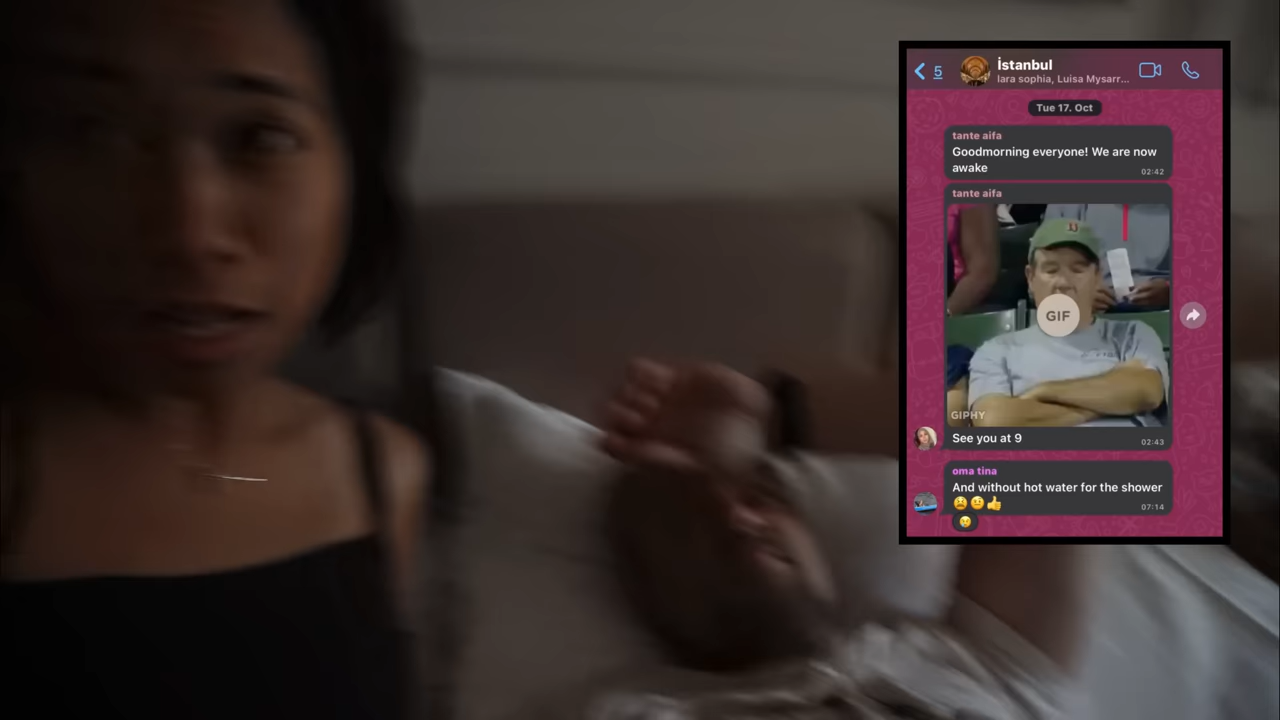 5
İstanbul
lara sophia, Luisa Mysarr...
Tue 17. Oct
tante aifa
Goodmorning everyone! We are now
awake
02:42
tante aifa
GIF
GIPHY
See you at 9
02:43
oma tina
And without hot water for the shower
😫😐👍
07:14
😢